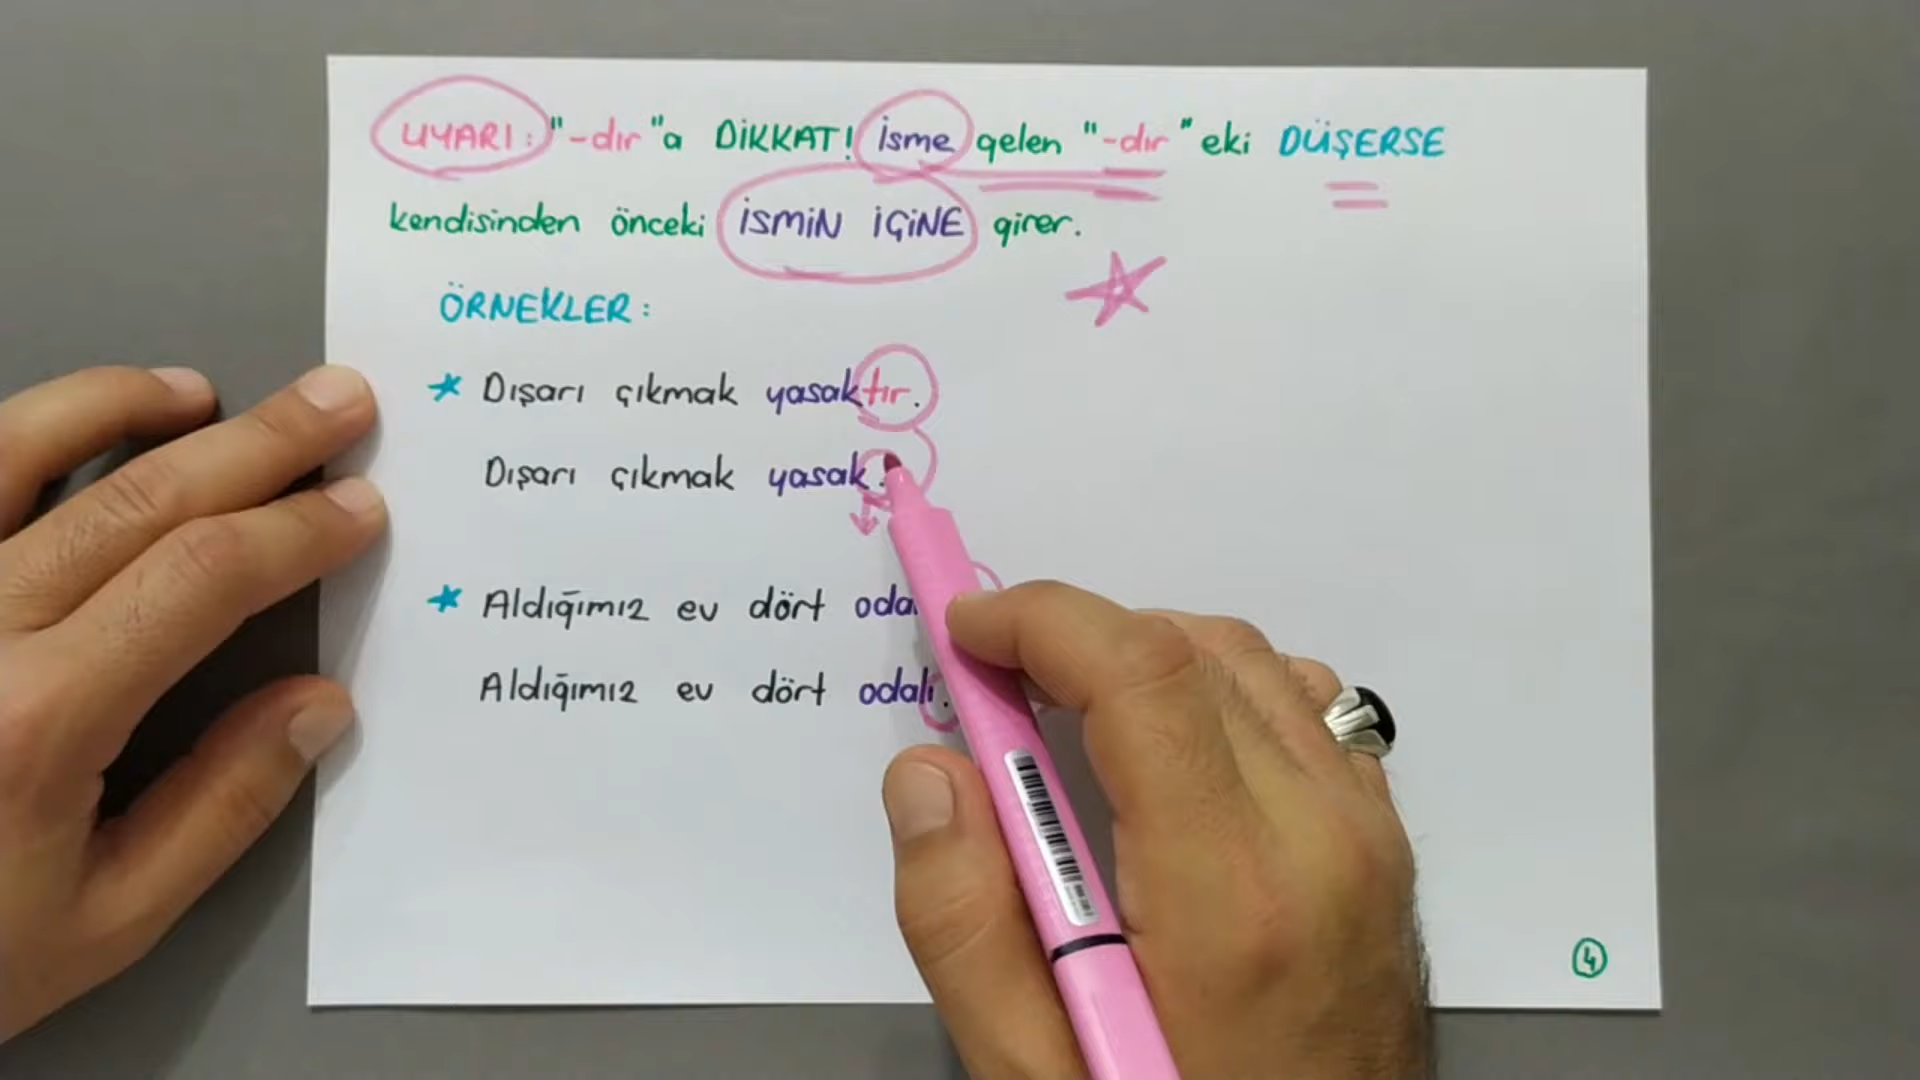 UYARI: "-dır"a DİKKAT! İsme gelen "-dır" eki DÜŞERSE
kendisinden önceki İSMİN İÇİNE girer.
ÖRNEKLER:
* Dışarı çıkmak yasaktır.
Dışarı çıkmak yasak.
* Aldığımız ev dört
Aldığımız ev dört odalı.
4